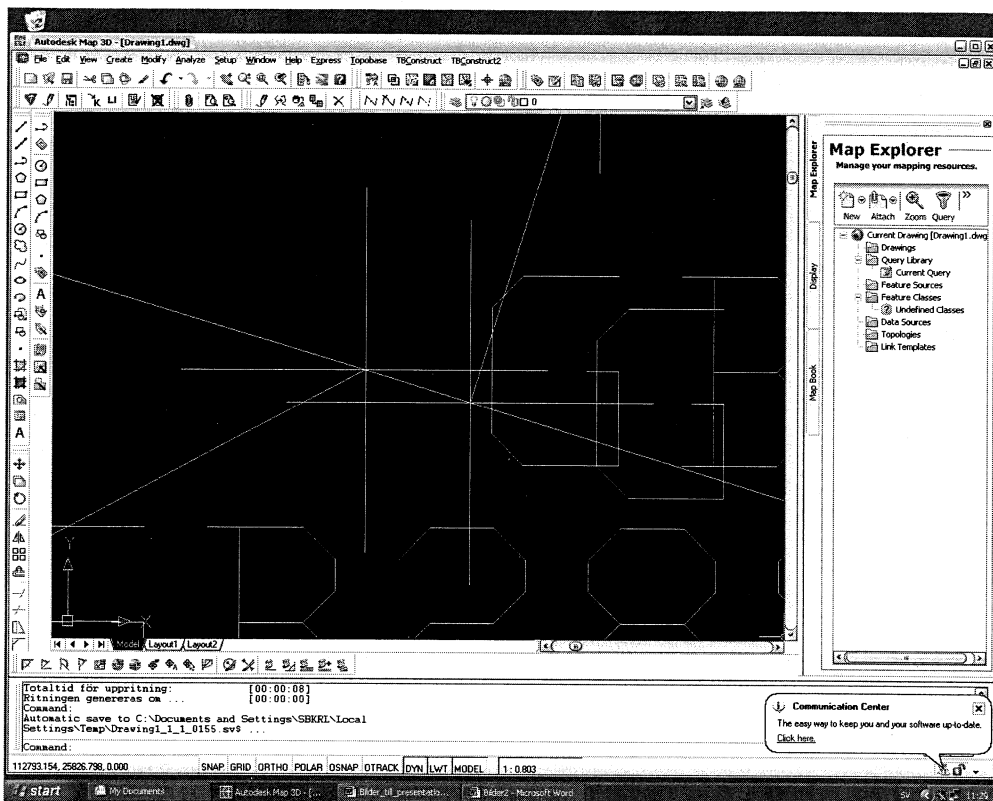 Autodesk Map 3D - [Drawing1.dwg]
File Edit View Create Modify Analyze Setup Window Help Express Topobase TBConstruct TBConstruct2
0
Map Explorer
Manage your mapping resources.
New Attach Zoom Query
Current Drawing [Drawing1.dwg
Drawings
Query Library
Current Query
Feature Sources
Feature Classes
Undefined Classes
Data Sources
Topologies
Link Templates
Map Explorer
Display
Map Book
Y
X
Model Layout1 Layout2
Totaltid för uppritning: [00:00:08]
Ritningen genereras om ... [00:00:00]
Command:
Automatic save to C:\Documents and Settings\SBKRL\Local
Settings\Temp\Drawing1_1_1_0155.sv$ ...
Command:
Communication Center
The easy way to keep you and your software up-to-date.
Click here.
112793.154, 25826.798, 0.000 SNAP GRID ORTHO POLAR OSNAP OTRACK DYN LWT MODEL 1 : 0.803
start My Documents Autodesk Map 3D - [... Bilder_till_presentatio... Bilder2 - Microsoft Word SV 11:29